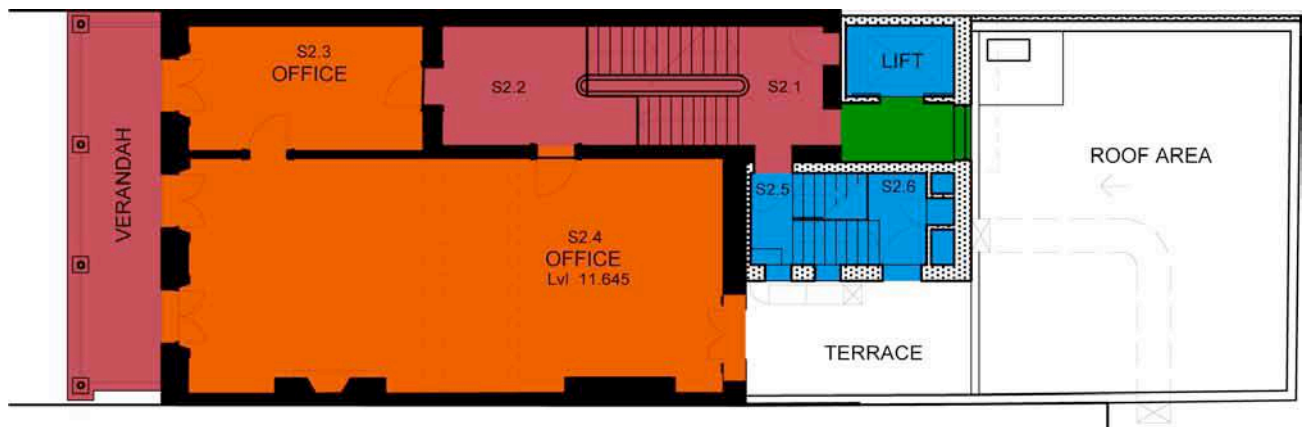 S2.3
OFFICE
S2.2
S2.1
LIFT
VERANDAH
ROOF AREA
S2.5
S2.6
S2.4
OFFICE
Lvl 11.645
TERRACE